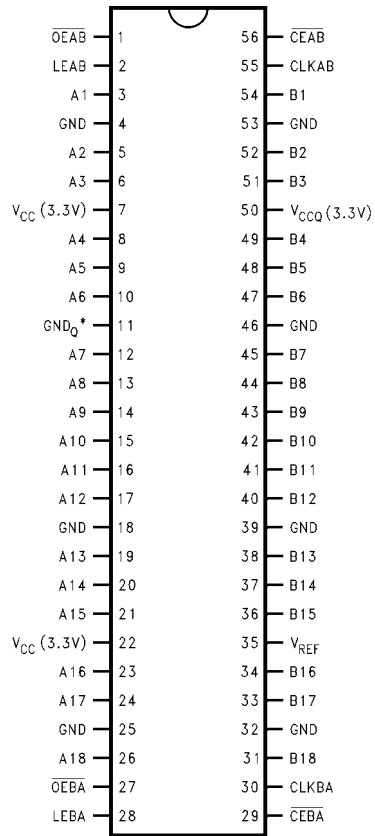 OEAB 1 56 CEAB
LEAB 2 55 CLKAB
A1 3 54 B1
GND 4 53 GND
A2 5 52 B2
A3 6 51 B3
VCC (3.3V) 7 50 VCCQ (3.3V)
A4 8 49 B4
A5 9 48 B5
A6 10 47 B6
GNDQ* 11 46 GND
A7 12 45 B7
A8 13 44 B8
A9 14 43 B9
A10 15 42 B10
A11 16 41 B11
A12 17 40 B12
GND 18 39 GND
A13 19 38 B13
A14 20 37 B14
A15 21 36 B15
VCC (3.3V) 22 35 VREF
A16 23 34 B16
A17 24 33 B17
GND 25 32 GND
A18 26 31 B18
OEBA 27 30 CLKBA
LEBA 28 29 CEBA